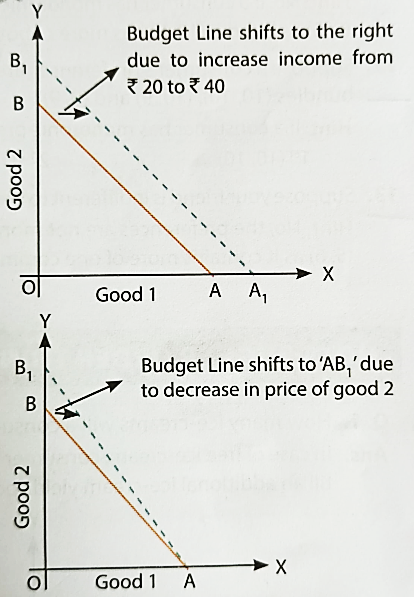 Y
Budget Line shifts to the right
due to increase income from
₹ 20 to ₹ 40
B1
B
Good 2
O
Good 1
A
A1
X
Y
Budget Line shifts to 'AB1' due
to decrease in price of good 2
B1
B
Good 2
O
Good 1
A
X